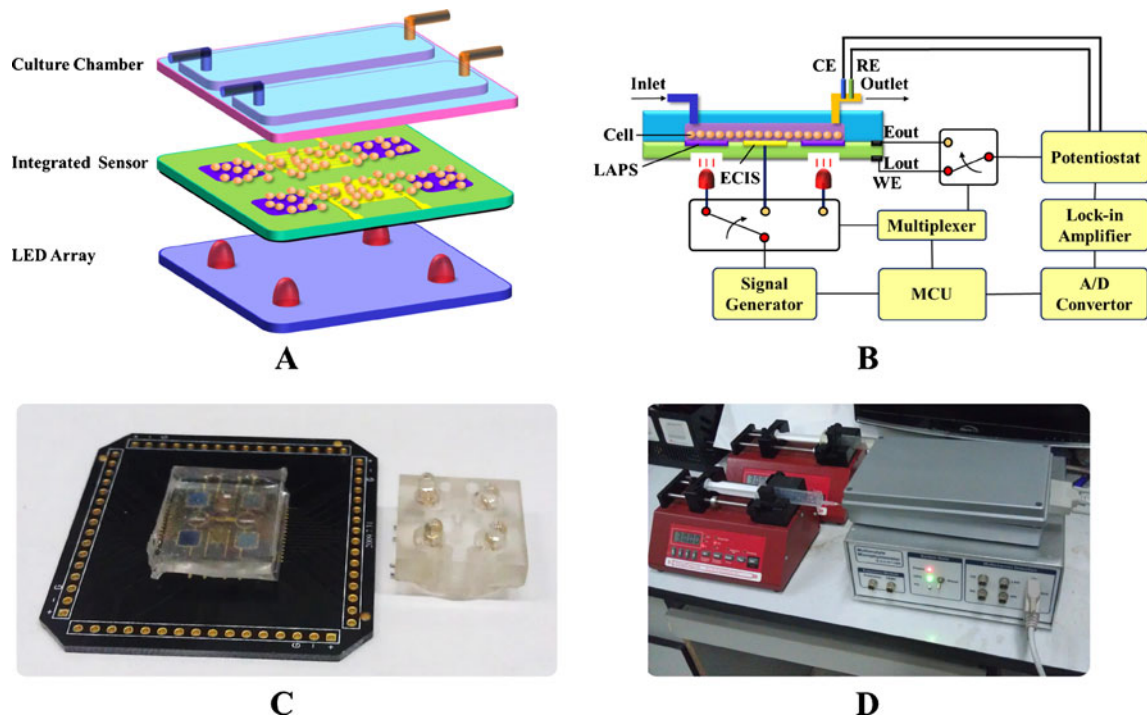 Culture Chamber
Integrated Sensor
LED Array
A
CE RE
Inlet
Outlet
Cell
Eout
LAPS
ECIS
Lout
WE
Potentiostat
Multiplexer
Lock-in
Amplifier
Signal
Generator
MCU
A/D
Convertor
B
C
D